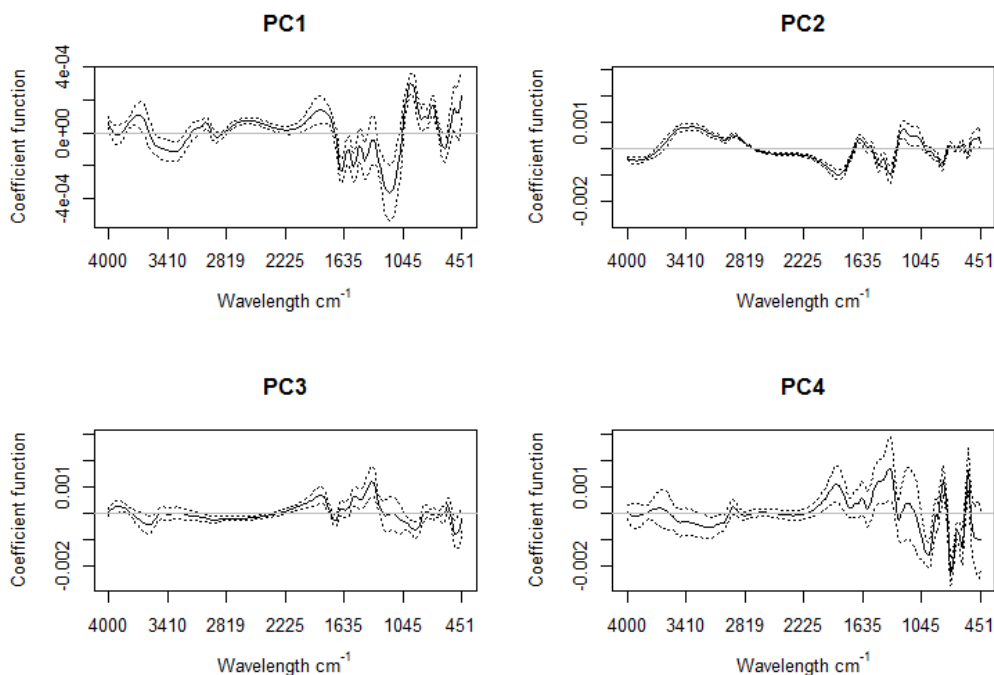 PC1
Coefficient function
4e-04
0e+00
-4e-04
4000 3410 2819 2225 1635 1045 451
Wavelength cm-1
PC2
Coefficient function
0.001
-0.002
4000 3410 2819 2225 1635 1045 451
Wavelength cm-1
PC3
Coefficient function
0.001
-0.002
4000 3410 2819 2225 1635 1045 451
Wavelength cm-1
PC4
Coefficient function
0.001
-0.002
4000 3410 2819 2225 1635 1045 451
Wavelength cm-1